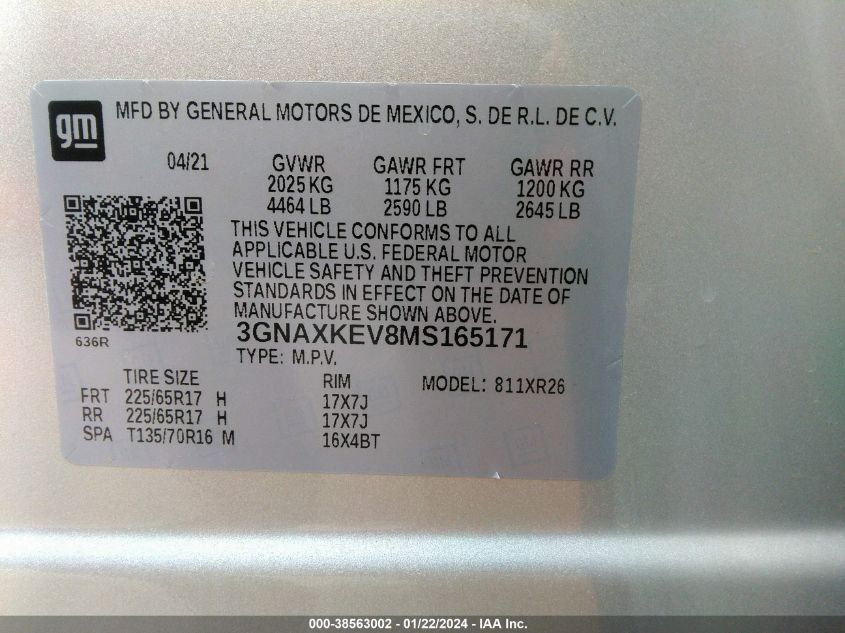 gm
MFD BY GENERAL MOTORS DE MEXICO, S. DE R.L. DE C.V.
04/21 GVWR GAWR FRT GAWR RR
2025 KG 1175 KG 1200 KG
4464 LB 2590 LB 2645 LB
THIS VEHICLE CONFORMS TO ALL
APPLICABLE U.S. FEDERAL MOTOR
VEHICLE SAFETY AND THEFT PREVENTION
STANDARDS IN EFFECT ON THE DATE OF
MANUFACTURE SHOWN ABOVE.
3GNAXKEV8MS165171
636R
TYPE: M.P.V.
TIRE SIZE RIM MODEL: 811XR26
FRT 225/65R17 H 17X7J
RR 225/65R17 H 17X7J
SPA T135/70R16 M 16X4BT
000-38563002 - 01/22/2024 - IAA Inc.